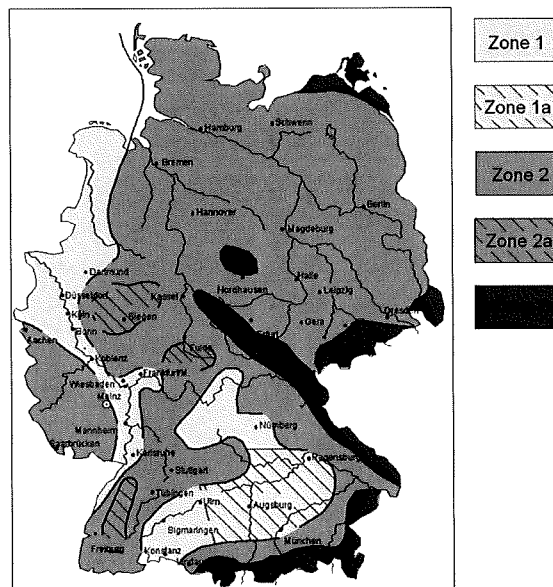 Zone 1
Zone 1a
Zone 2
Zone 2a
Hamburg
Schwerin
Bremen
Berlin
Hannover
Magdeburg
Dortmund
Halle
Düsseldorf
Kassel
Nordhausen
Leipzig
Köln
Siegen
Dresden
Bonn
Erfurt
Gera
Aachen
Koblenz
Fulda
Frankfurt/M
Wiesbaden
Mainz
Mannheim
Nürnberg
Saarbrücken
Karlsruhe
Regensburg
Stuttgart
Tübingen
Ulm
Augsburg
Sigmaringen
München
Freiburg
Konstanz
Lindau